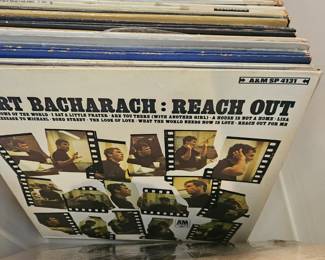 A&M SP 4131
RT BACHARACH : REACH OUT
OWS OF THE WORLD · I SAY A LITTLE PRAYER · ARE YOU THERE (WITH ANOTHER GIRL) · A HOUSE IS NOT A HOME · LISA
ESSAGE TO MICHAEL · BOND STREET · THE LOOK OF LOVE · WHAT THE WORLD NEEDS NOW IS LOVE · REACH OUT FOR ME
A&M